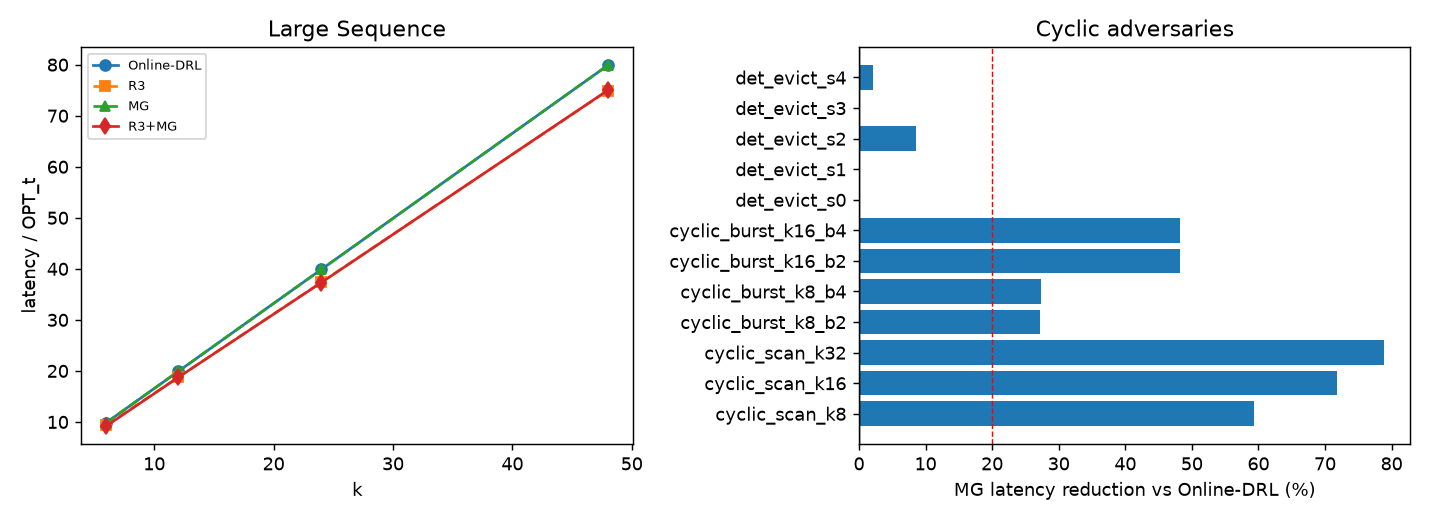 Large Sequence
latency / OPT_t
80
70
60
50
40
30
20
10
Online-DRL
R3
MG
R3+MG
10
20
30
40
50
k
Cyclic adversaries
det_evict_s4
det_evict_s3
det_evict_s2
det_evict_s1
det_evict_s0
cyclic_burst_k16_b4
cyclic_burst_k16_b2
cyclic_burst_k8_b4
cyclic_burst_k8_b2
cyclic_scan_k32
cyclic_scan_k16
cyclic_scan_k8
0
10
20
30
40
50
60
70
80
MG latency reduction vs Online-DRL (%)